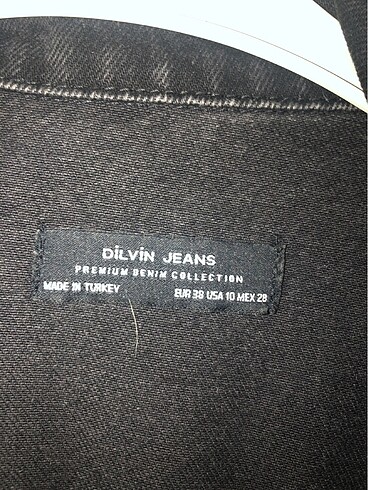 DİLVİN JEANS
PREMIUM DENIM COLLECTION
MADE IN TURKEY EUR 38 USA 10 MEX 28